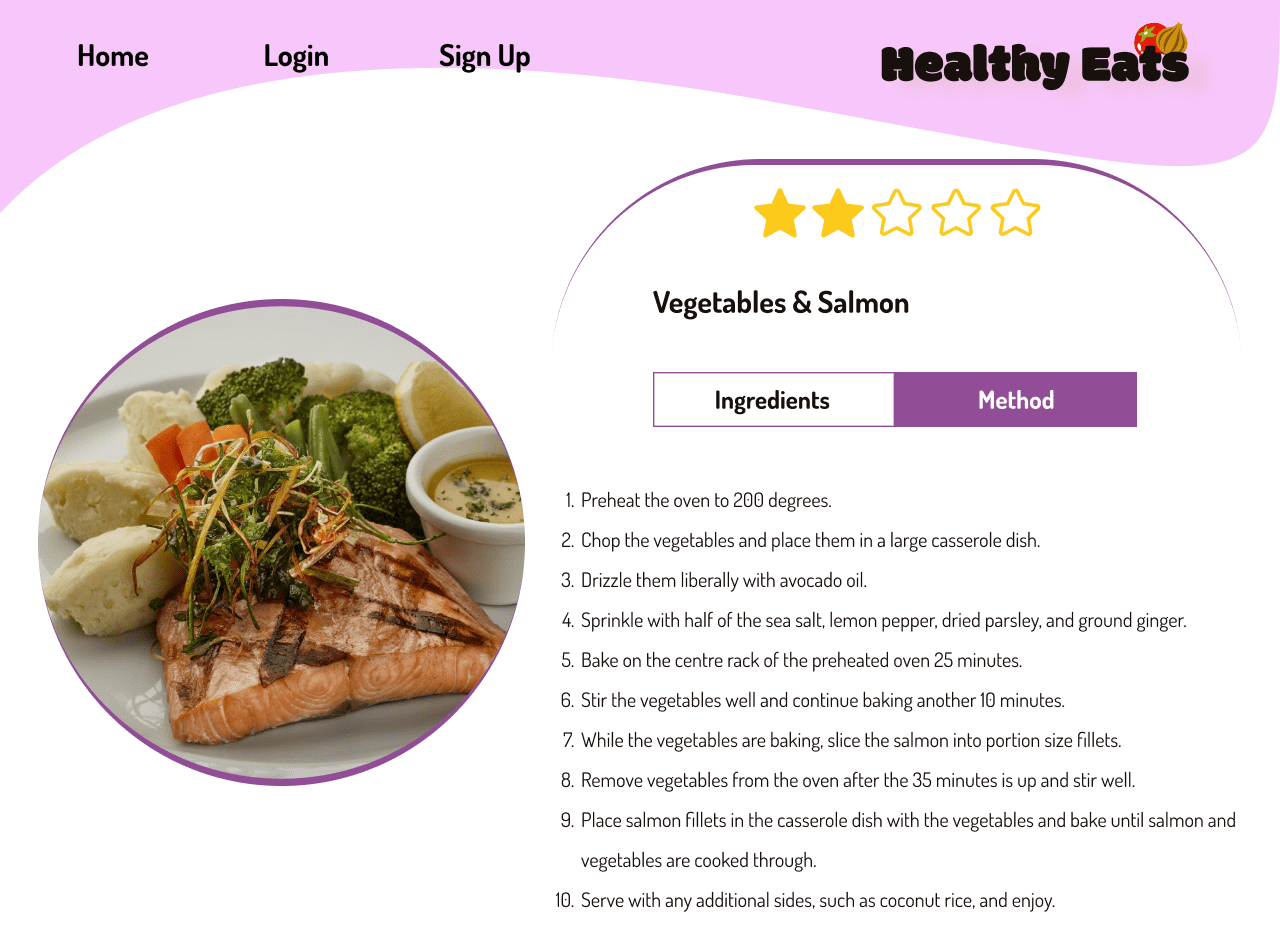 Home Login Sign Up
Healthy Eats
Vegetables & Salmon
Ingredients Method
1. Preheat the oven to 200 degrees.
2. Chop the vegetables and place them in a large casserole dish.
3. Drizzle them liberally with avocado oil.
4. Sprinkle with half of the sea salt, lemon pepper, dried parsley, and ground ginger.
5. Bake on the centre rack of the preheated oven 25 minutes.
6. Stir the vegetables well and continue baking another 10 minutes.
7. While the vegetables are baking, slice the salmon into portion size fillets.
8. Remove vegetables from the oven after the 35 minutes is up and stir well.
9. Place salmon fillets in the casserole dish with the vegetables and bake until salmon and
vegetables are cooked through.
10. Serve with any additional sides, such as coconut rice, and enjoy.